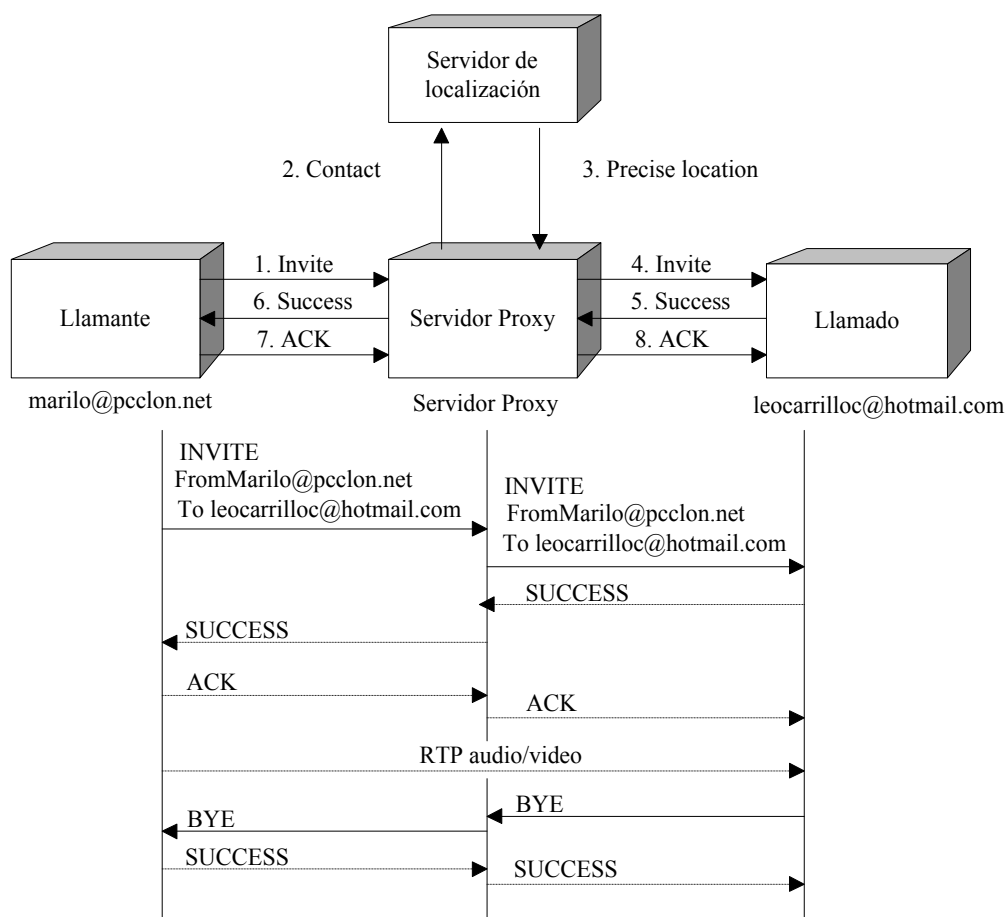 Servidor de
localización
2. Contact
3. Precise location
1. Invite
4. Invite
6. Success
5. Success
Llamante
Servidor Proxy
Llamado
7. ACK
8. ACK
marilo@pcclon.net
Servidor Proxy
leocarrilloc@hotmail.com
INVITE
FromMarilo@pcclon.net
To leocarrilloc@hotmail.com
INVITE
FromMarilo@pcclon.net
To leocarrilloc@hotmail.com
SUCCESS
SUCCESS
ACK
ACK
RTP audio/video
BYE
BYE
SUCCESS
SUCCESS